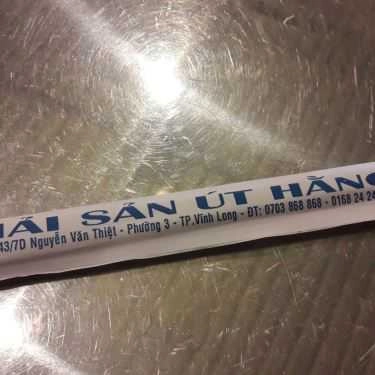 HẢI SẢN ÚT HẰNG
43/7D Nguyễn Văn Thiệt - Phường 3 - TP.Vĩnh Long - ĐT: 0703 868 868 - 0168 24 24